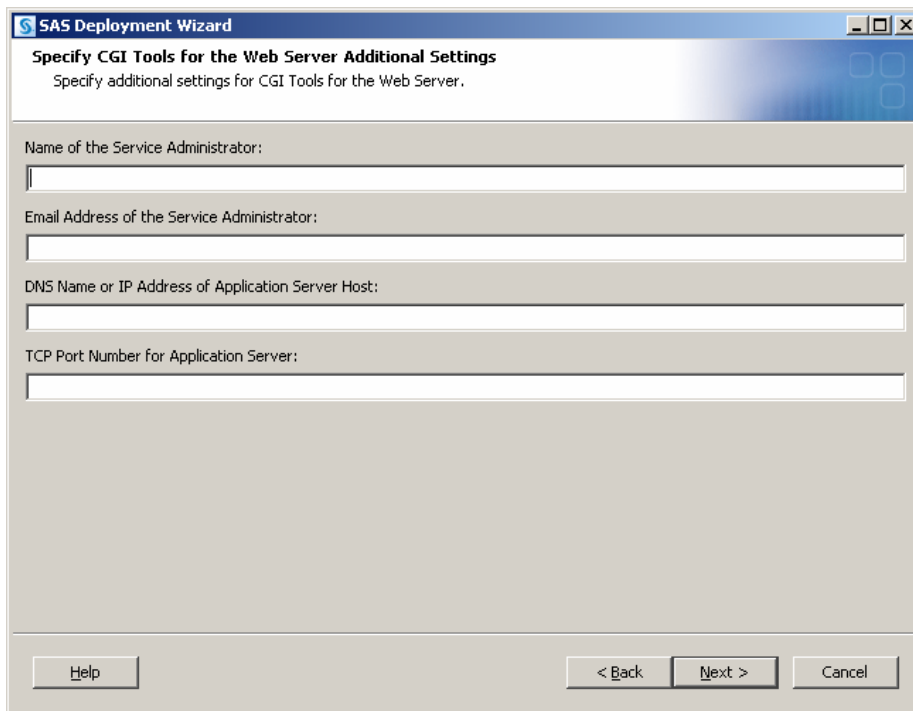 SAS Deployment Wizard
Specify CGI Tools for the Web Server Additional Settings
Specify additional settings for CGI Tools for the Web Server.
Name of the Service Administrator:
Email Address of the Service Administrator:
DNS Name or IP Address of Application Server Host:
TCP Port Number for Application Server:
Help
< Back
Next >
Cancel